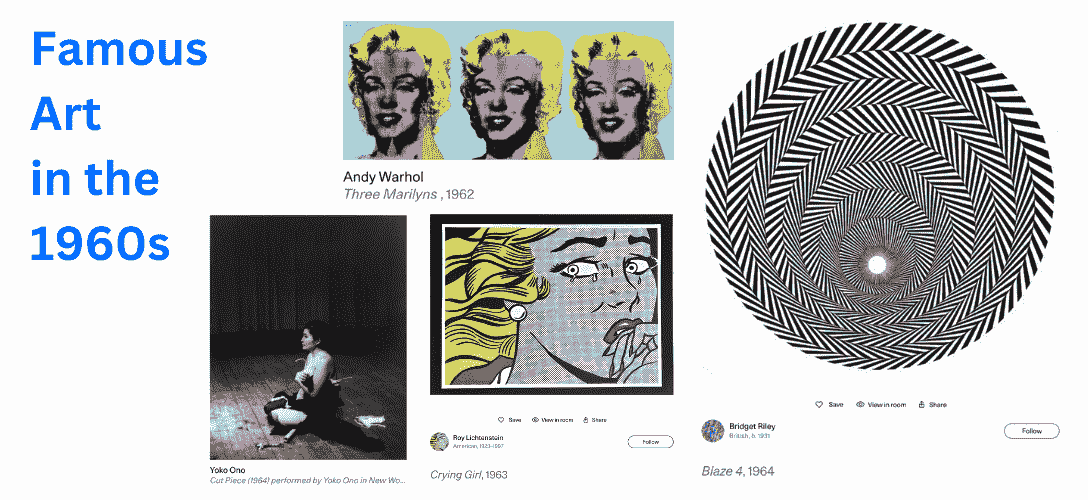 Famous
Art
in the
1960s
Andy Warhol
Three Marilyns , 1962
Yoko Ono
Cut Piece (1964) performed by Yoko Ono in New Wo...
Save View in room Share
Roy Lichtenstein
American, 1923–1997
Follow
Crying Girl, 1963
Save View in room Share
Bridget Riley
British, b. 1931
Follow
Blaze 4, 1964